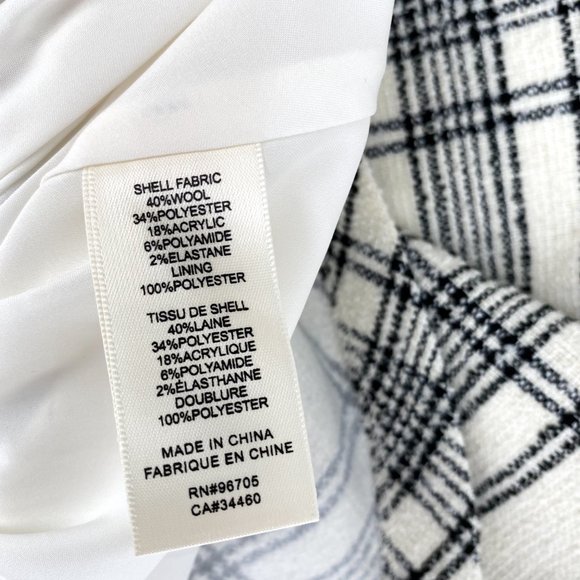 SHELL FABRIC
40%WOOL
34%POLYESTER
18%ACRYLIC
6%POLYAMIDE
2%ELASTANE
LINING
100%POLYESTER
TISSU DE SHELL
40%LAINE
34%POLYESTER
18%ACRYLIQUE
6%POLYAMIDE
2%ÉLASTHANNE
DOUBLURE
100%POLYESTER
MADE IN CHINA
FABRIQUE EN CHINE
RN#96705
CA#34460